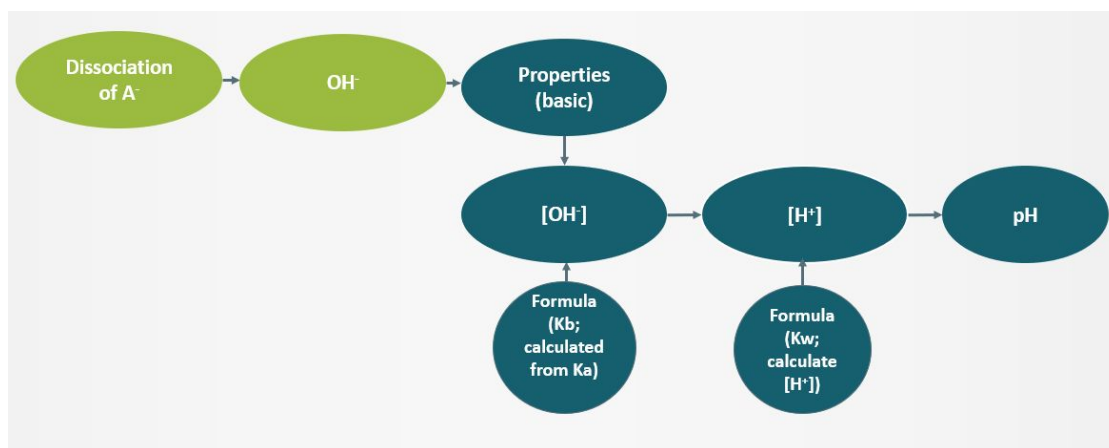 Dissociation
of A⁻
OH⁻
Properties
(basic)
[OH⁻]
[H⁺]
pH
Formula
(Kb;
calculated
from Ka)
Formula
(Kw;
calculate
[H⁺])